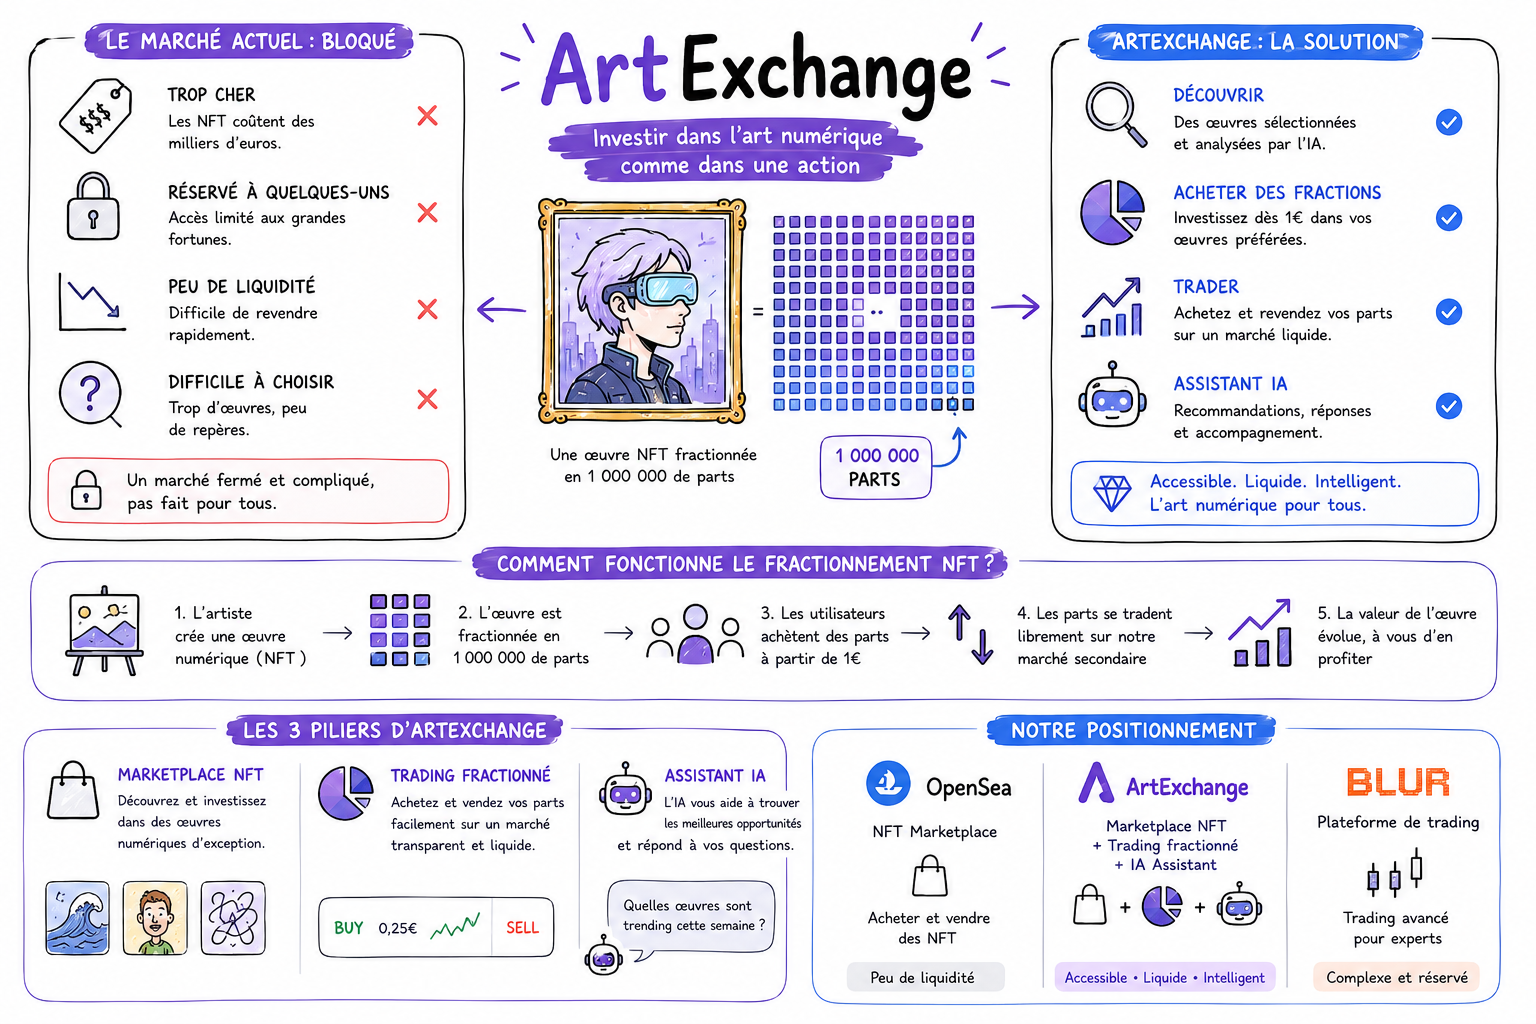 LE MARCHÉ ACTUEL : BLOQUÉ
TROP CHER
$$$
Les NFT coûtent des
milliers d'euros.
RÉSERVÉ À QUELQUES-UNS
Accès limité aux grandes
fortunes.
PEU DE LIQUIDITÉ
Difficile de revendre
rapidement.
?
DIFFICILE À CHOISIR
Trop d'œuvres, peu
de repères.
Un marché fermé et compliqué,
pas fait pour tous.
ArtExchange
Investir dans l'art numérique
comme dans une action
=
Une œuvre NFT fractionnée
en 1 000 000 de parts
1 000 000
PARTS
ARTEXCHANGE : LA SOLUTION
DÉCOUVRIR
Des œuvres sélectionnées
et analysées par l'IA.
ACHETER DES FRACTIONS
Investissez dès 1€ dans vos
œuvres préférées.
TRADER
Achetez et revendez vos parts
sur un marché liquide.
ASSISTANT IA
Recommandations, réponses
et accompagnement.
Accessible. Liquide. Intelligent.
L'art numérique pour tous.
COMMENT FONCTIONNE LE FRACTIONNEMENT NFT ?
1. L'artiste
crée une œuvre
numérique (NFT)
2. L'œuvre est
fractionnée en
1 000 000 de parts
3. Les utilisateurs
achètent des parts
à partir de 1€
4. Les parts se tradent
librement sur notre
marché secondaire
5. La valeur de l'œuvre
évolue, à vous d'en
profiter
LES 3 PILIERS D'ARTEXCHANGE
MARKETPLACE NFT
Découvrez et investissez
dans des œuvres
numériques d'exception.
TRADING FRACTIONNÉ
Achetez et vendez vos parts
facilement sur un marché
transparent et liquide.
BUY 0,25€ SELL
ASSISTANT IA
L'IA vous aide à trouver
les meilleures opportunités
et répond à vos questions.
Quelles œuvres sont
trending cette semaine ?
NOTRE POSITIONNEMENT
OpenSea
NFT Marketplace
Acheter et vendre
des NFT
Peu de liquidité
ArtExchange
Marketplace NFT
+ Trading fractionné
+ IA Assistant
+ +
Accessible • Liquide • Intelligent
BLUR
Plateforme de trading
Trading avancé
pour experts
Complexe et réservé